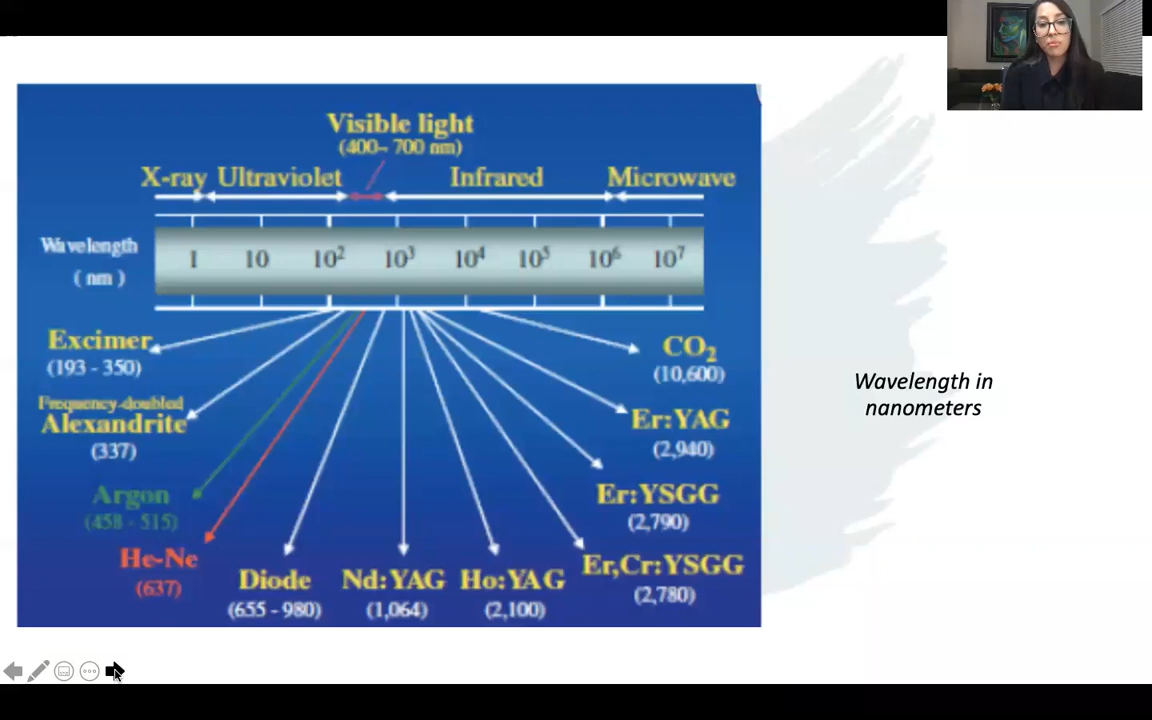 Visible light
(400– 700 nm)
X-ray Ultraviolet Infrared Microwave
Wavelength
( nm )
1 10 10² 10³ 10⁴ 10⁵ 10⁶ 10⁷
Excimer
(193 - 350)
Frequency-doubled
Alexandrite
(337)
Argon
(458 - 515)
He-Ne
(637)
Diode
(655 - 980)
Nd:YAG
(1,064)
Ho:YAG
(2,100)
Er,Cr:YSGG
(2,780)
Er:YSGG
(2,790)
Er:YAG
(2,940)
CO₂
(10,600)
Wavelength in
nanometers